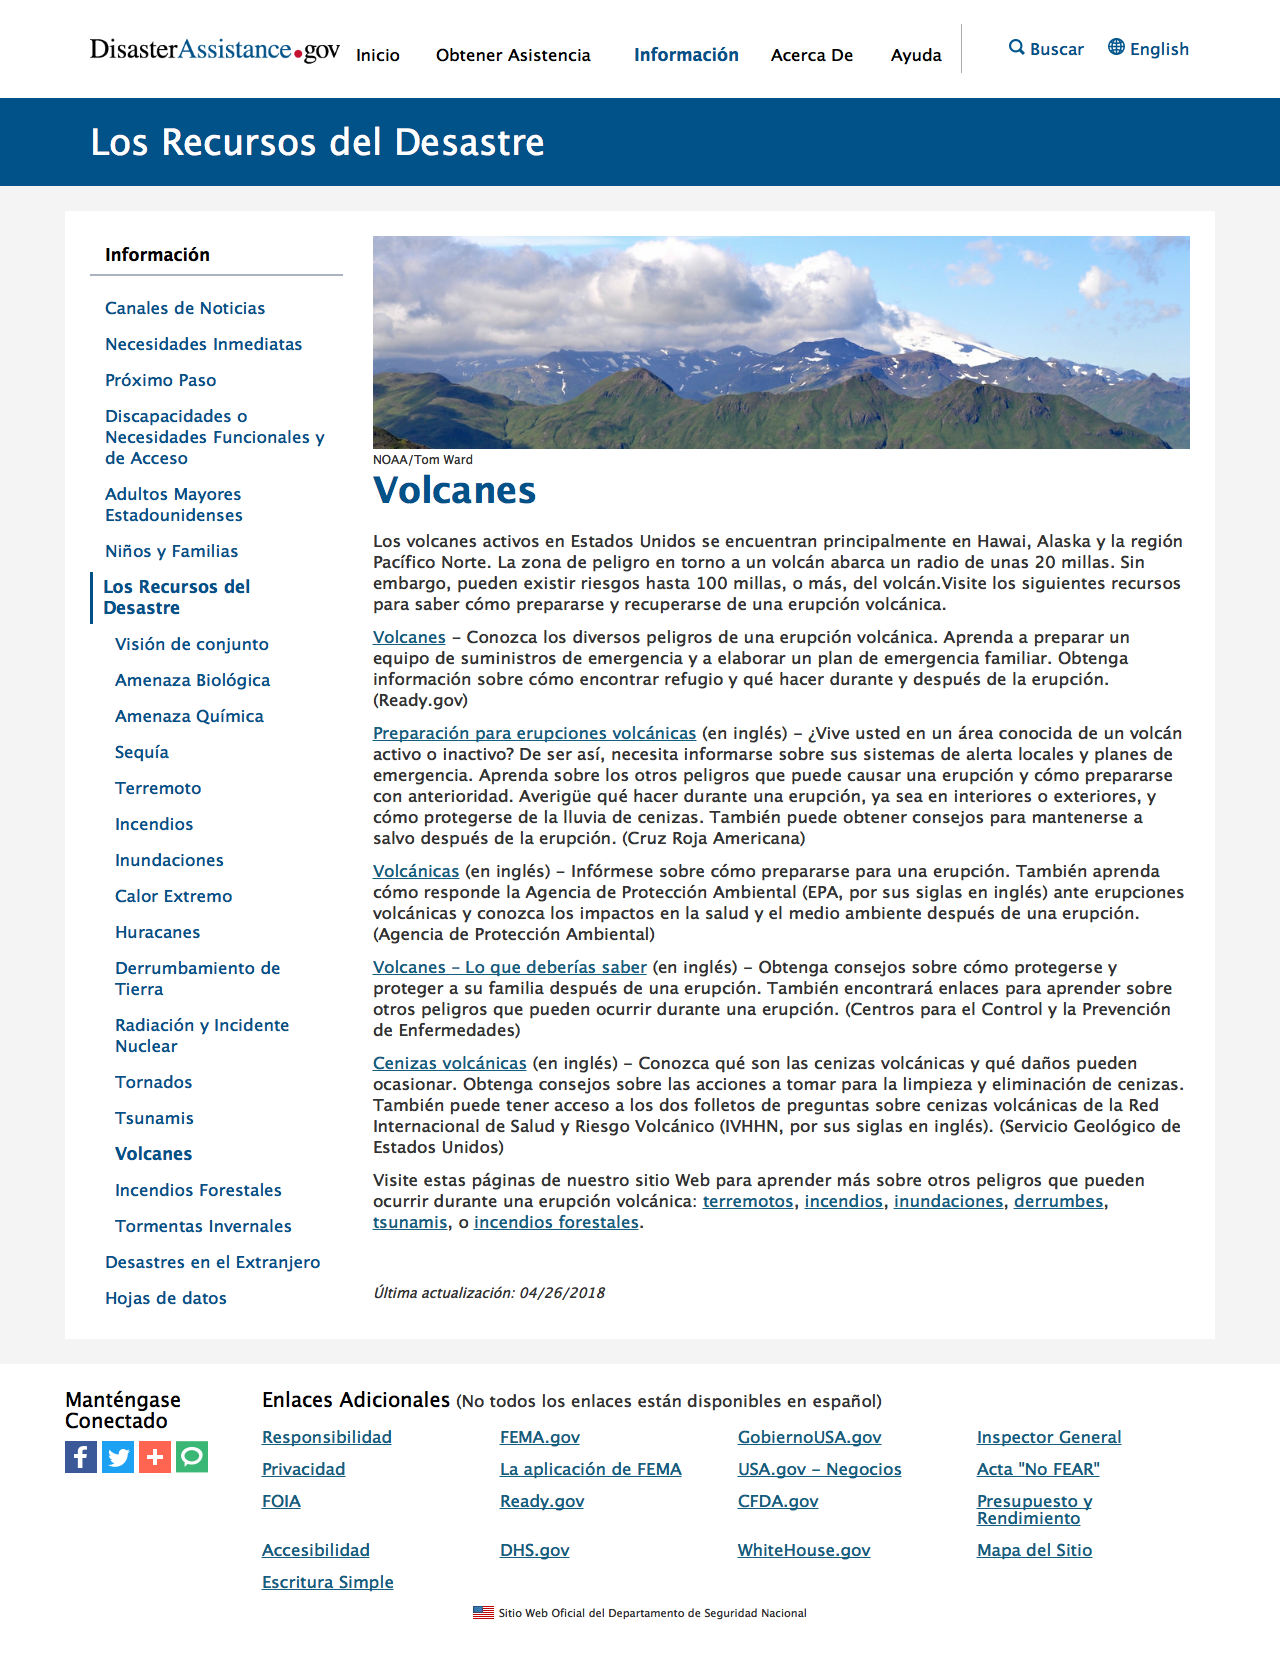 DisasterAssistance.gov
Inicio
Obtener Asistencia
Información
Acerca De
Ayuda
Buscar
English
Los Recursos del Desastre
Información
Canales de Noticias
Necesidades Inmediatas
Próximo Paso
Discapacidades o
Necesidades Funcionales y
de Acceso
Adultos Mayores
Estadounidenses
Niños y Familias
Los Recursos del
Desastre
Visión de conjunto
Amenaza Biológica
Amenaza Química
Sequía
Terremoto
Incendios
Inundaciones
Calor Extremo
Huracanes
Derrumbamiento de
Tierra
Radiación y Incidente
Nuclear
Tornados
Tsunamis
Volcanes
Incendios Forestales
Tormentas Invernales
Desastres en el Extranjero
Hojas de datos
NOAA/Tom Ward
Volcanes
Los volcanes activos en Estados Unidos se encuentran principalmente en Hawai, Alaska y la región
Pacífico Norte. La zona de peligro en torno a un volcán abarca un radio de unas 20 millas. Sin
embargo, pueden existir riesgos hasta 100 millas, o más, del volcán.Visite los siguientes recursos
para saber cómo prepararse y recuperarse de una erupción volcánica.
Volcanes – Conozca los diversos peligros de una erupción volcánica. Aprenda a preparar un
equipo de suministros de emergencia y a elaborar un plan de emergencia familiar. Obtenga
información sobre cómo encontrar refugio y qué hacer durante y después de la erupción.
(Ready.gov)
Preparación para erupciones volcánicas (en inglés) – ¿Vive usted en un área conocida de un volcán
activo o inactivo? De ser así, necesita informarse sobre sus sistemas de alerta locales y planes de
emergencia. Aprenda sobre los otros peligros que puede causar una erupción y cómo prepararse
con anterioridad. Averigüe qué hacer durante una erupción, ya sea en interiores o exteriores, y
cómo protegerse de la lluvia de cenizas. También puede obtener consejos para mantenerse a
salvo después de la erupción. (Cruz Roja Americana)
Volcánicas (en inglés) – Infórmese sobre cómo prepararse para una erupción. También aprenda
cómo responde la Agencia de Protección Ambiental (EPA, por sus siglas en inglés) ante erupciones
volcánicas y conozca los impactos en la salud y el medio ambiente después de una erupción.
(Agencia de Protección Ambiental)
Volcanes – Lo que deberías saber (en inglés) – Obtenga consejos sobre cómo protegerse y
proteger a su familia después de una erupción. También encontrará enlaces para aprender sobre
otros peligros que pueden ocurrir durante una erupción. (Centros para el Control y la Prevención
de Enfermedades)
Cenizas volcánicas (en inglés) – Conozca qué son las cenizas volcánicas y qué daños pueden
ocasionar. Obtenga consejos sobre las acciones a tomar para la limpieza y eliminación de cenizas.
También puede tener acceso a los dos folletos de preguntas sobre cenizas volcánicas de la Red
Internacional de Salud y Riesgo Volcánico (IVHHN, por sus siglas en inglés). (Servicio Geológico de
Estados Unidos)
Visite estas páginas de nuestro sitio Web para aprender más sobre otros peligros que pueden
ocurrir durante una erupción volcánica: terremotos, incendios, inundaciones, derrumbes,
tsunamis, o incendios forestales.
Última actualización: 04/26/2018
Manténgase
Conectado
Enlaces Adicionales (No todos los enlaces están disponibles en español)
Responsibilidad
FEMA.gov
GobiernoUSA.gov
Inspector General
Privacidad
La aplicación de FEMA
USA.gov – Negocios
Acta "No FEAR"
FOIA
Ready.gov
CFDA.gov
Presupuesto y
Rendimiento
Accesibilidad
DHS.gov
WhiteHouse.gov
Mapa del Sitio
Escritura Simple
Sitio Web Oficial del Departamento de Seguridad Nacional